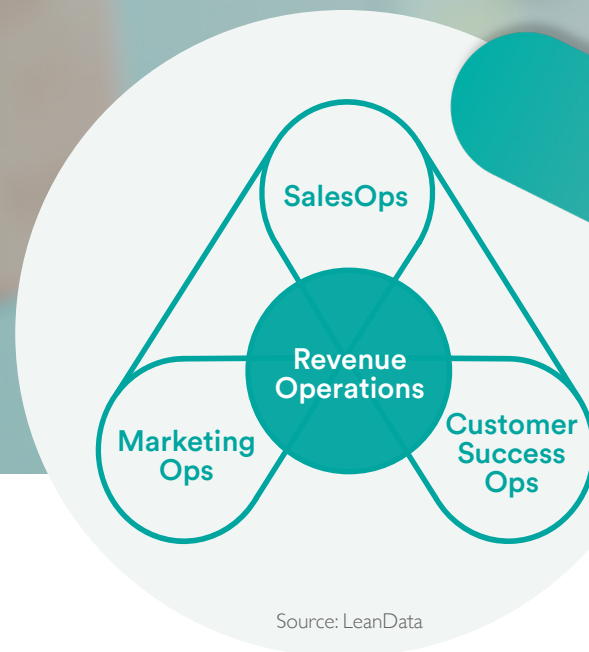 SalesOps
Revenue
Operations
Marketing
Ops
Customer
Success
Ops
Source: LeanData